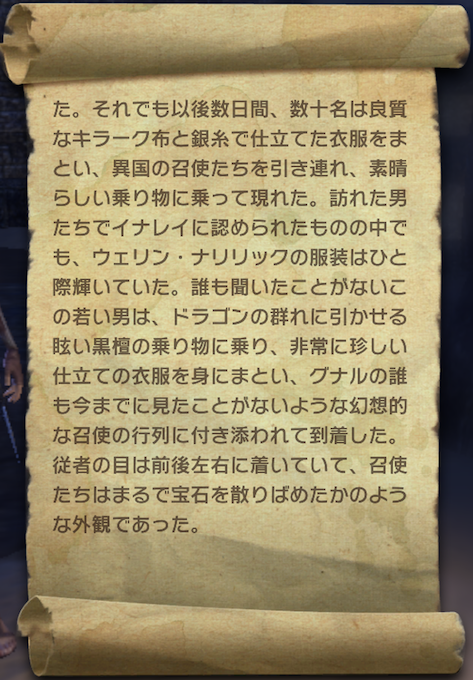 た。それでも以後数日間、数十名は良質
なキラーク布と銀糸で仕立てた衣服をま
とい、異国の召使たちを引き連れ、素晴
らしい乗り物に乗って現れた。訪れた男
たちでイナレイに認められたものの中で
も、ウェリン・ナリリックの服装はひと
際輝いていた。誰も聞いたことがないこ
の若い男は、ドラゴンの群れに引かせる
眩い黒檀の乗り物に乗り、非常に珍しい
仕立ての衣服を身にまとい、グナルの誰
も今までに見たことがないような幻想的
な召使の行列に付き添われて到着した。
従者の目は前後左右に着いていて、召使
たちはまるで宝石を散りばめたかのよう
な外観であった。